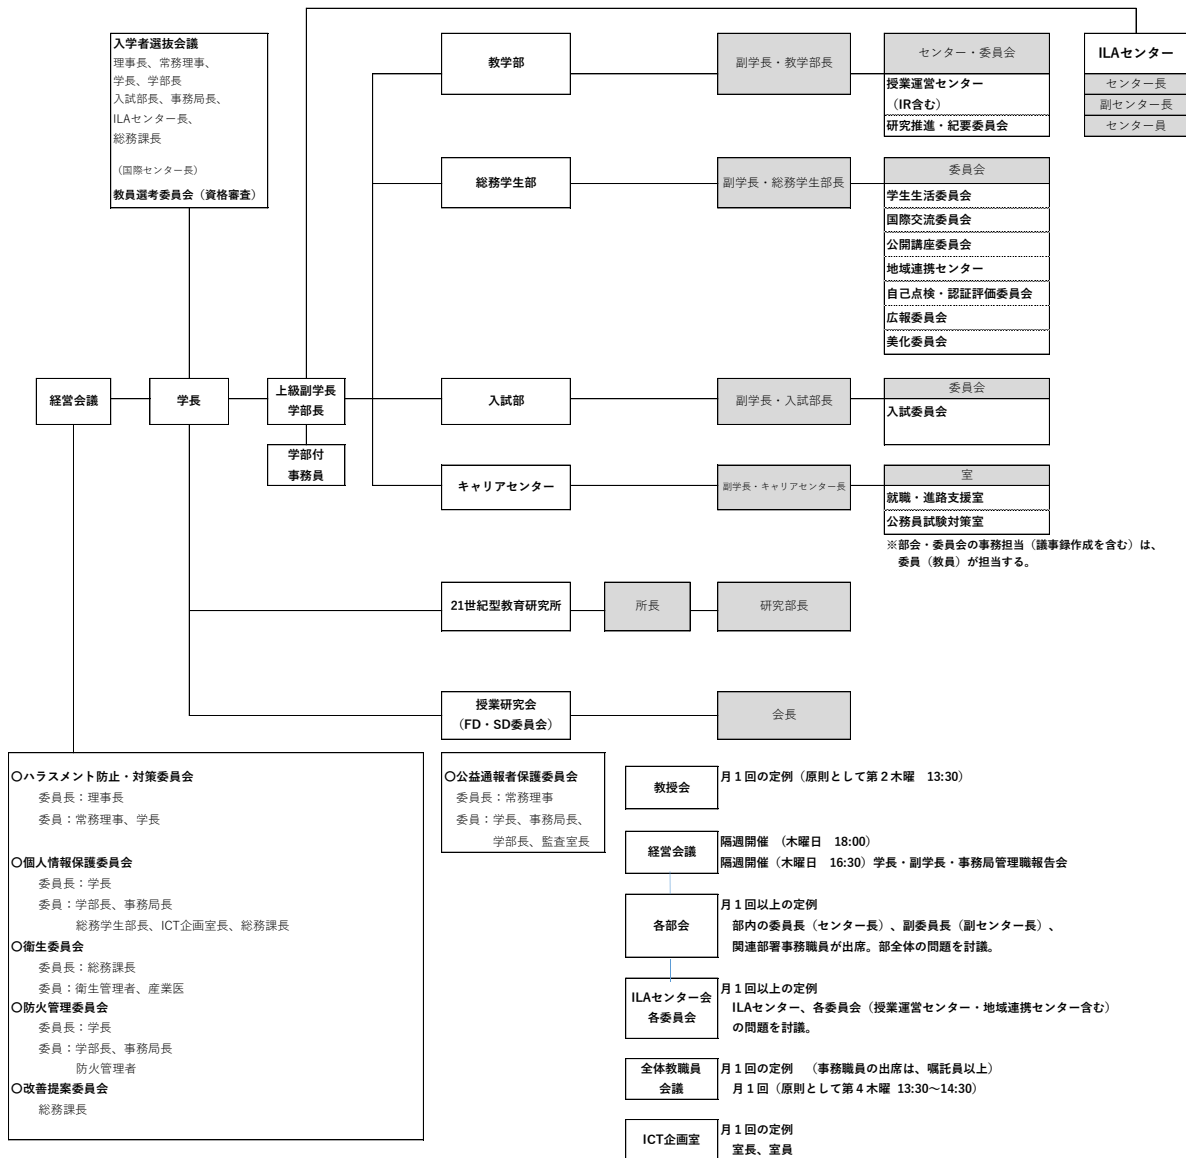 入学者選抜会議
理事長、常務理事、
学長、学部長
入試部長、事務局長、
ILAセンター長、
総務課長
（国際センター長）
教員選考委員会（資格審査）
教学部
副学長・教学部長
センター・委員会
授業運営センター
（IR含む）
研究推進・紀要委員会
ILAセンター
センター長
副センター長
センター員
総務学生部
副学長・総務学生部長
委員会
学生生活委員会
国際交流委員会
公開講座委員会
地域連携センター
自己点検・認証評価委員会
広報委員会
美化委員会
経営会議
学長
上級副学長
学部長
学部付
事務員
入試部
副学長・入試部長
委員会
入試委員会
キャリアセンター
副学長・キャリアセンター長
室
就職・進路支援室
公務員試験対策室
※部会・委員会の事務担当（議事録作成を含む）は、
委員（教員）が担当する。
21世紀型教育研究所
所長
研究部長
授業研究会
（FD・SD委員会）
会長
〇ハラスメント防止・対策委員会
委員長：理事長
委員：常務理事、学長
〇個人情報保護委員会
委員長：学長
委員：学部長、事務局長
総務学生部長、ICT企画室長、総務課長
〇衛生委員会
委員長：総務課長
委員：衛生管理者、産業医
〇防火管理委員会
委員長：学長
委員：学部長、事務局長
防火管理者
〇改善提案委員会
総務課長
〇公益通報者保護委員会
委員長：常務理事
委員：学長、事務局長、
学部長、監査室長
教授会
月１回の定例（原則として第２木曜　13:30）
経営会議
隔週開催　（木曜日　18:00）
隔週開催（木曜日　16:30）学長・副学長・事務局管理職報告会
各部会
月１回以上の定例
部内の委員長（センター長）、副委員長（副センター長）、
関連部署事務職員が出席。部全体の問題を討議。
ILAセンター会
各委員会
月１回以上の定例
ILAセンター、各委員会（授業運営センター・地域連携センター含む）
の問題を討議。
全体教職員
会議
月１回の定例　（事務職員の出席は、嘱託員以上）
月１回（原則として第４木曜 13:30～14:30）
ICT企画室
月１回の定例
室長、室員